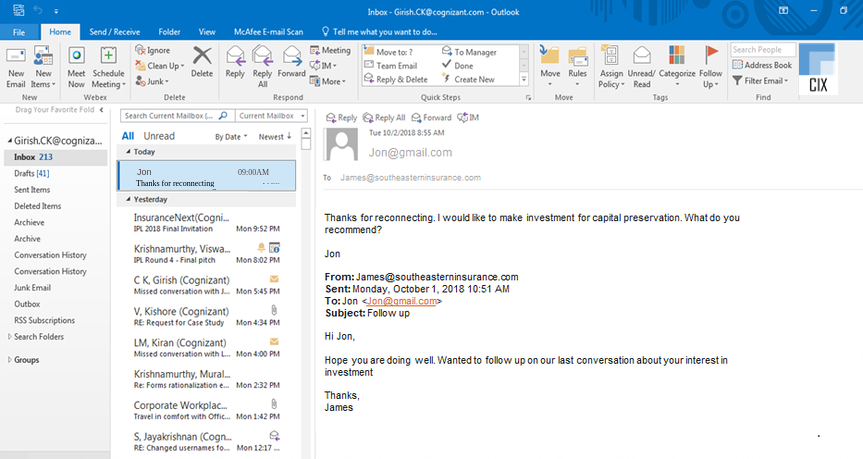 Inbox - Girish.CK@cognizant.com - Outlook
File Home Send / Receive Folder View McAfee E-mail Scan Tell me what you want to do...
New Email
New Items
New
Meet Now
Schedule Meeting
Webex
Ignore
Clean Up
Junk
Delete
Delete
Reply
Reply All
Forward
Meeting
IM
More
Respond
Move to: ?
Team Email
Reply & Delete
To Manager
Done
Create New
Quick Steps
Move
Rules
Move
Assign Policy
Unread/ Read
Categorize
Follow Up
Tags
Search People
Address Book
Filter Email
Find
CIX
Drag Your Favorite Fold
Girish.CK@cogniza...
Inbox 213
Drafts [41]
Sent Items
Deleted Items
Archieve
Archive
Conversation History
Conversation History
Junk Email
Outbox
RSS Subscriptions
Search Folders
Groups
Search Current Mailbox (... Current Mailbox
All Unread By Date Newest
Today
Jon 09:00AM
Thanks for reconnecting
Yesterday
InsuranceNext(Cogni...
IPL 2018 Final Invitation Mon 9:52 PM
Krishnamurthy, Viswa...
IPL Round 4 - Final pitch Mon 8:02 PM
C K, Girish (Cognizant)
Missed conversation with J... Mon 5:45 PM
V, Kishore (Cognizant)
RE: Request for Case Study Mon 4:34 PM
LM, Kiran (Cognizant)
Missed conversation with L... Mon 4:00 PM
Krishnamurthy, Mural...
Re: Forms rationalization e... Mon 2:32 PM
Corporate Workplac...
Travel in comfort with Offic... Mon 1:42 PM
S, Jayakrishnan (Cogn...
RE: Changed usernames fo... Mon 12:17 ...
Reply Reply All Forward IM
Tue 10/2/2018 8:55 AM
Jon@gmail.com
To James@southeasterninsurance.com
Thanks for reconnecting. I would like to make investment for capital preservation. What do you
recommend?
Jon
From: James@southeasterninsurance.com
Sent: Monday, October 1, 2018 10:51 AM
To: Jon <Jon@gmail.com>
Subject: Follow up
Hi Jon,
Hope you are doing well. Wanted to follow up on our last conversation about your interest in
investment
Thanks,
James